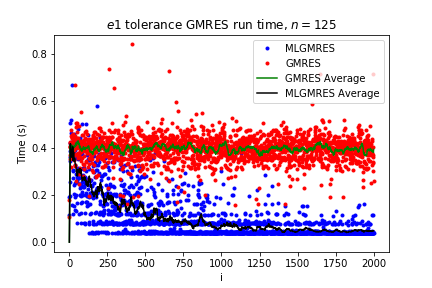 e1 tolerance GMRES run time, n = 125
MLGMRES
GMRES
GMRES Average
MLGMRES Average
Time (s)
0.8
0.6
0.4
0.2
0.0
0 250 500 750 1000 1250 1500 1750 2000
i